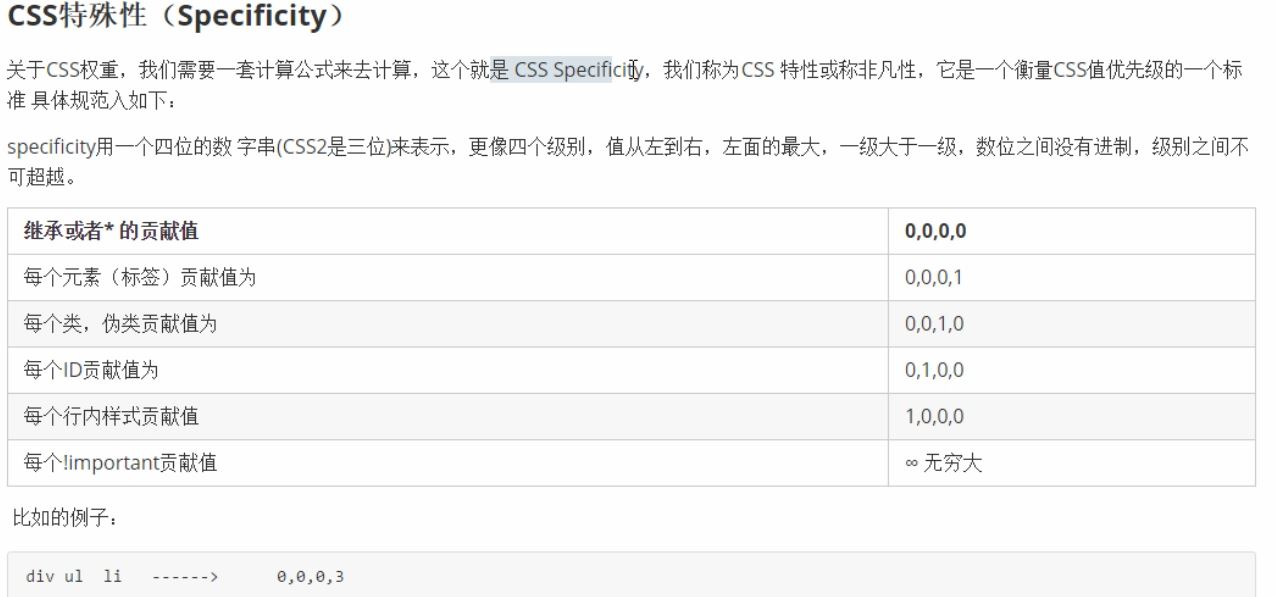 CSS特殊性（Specificity）
关于CSS权重，我们需要一套计算公式来去计算，这个就是 CSS Specificity，我们称为CSS 特性或称非凡性，它是一个衡量CSS值优先级的一个标
准 具体规范入如下：
specificity用一个四位的数 字串(CSS2是三位)来表示，更像四个级别，值从左到右，左面的最大，一级大于一级，数位之间没有进制，级别之间不
可超越。
继承或者* 的贡献值 0,0,0,0
每个元素（标签）贡献值为 0,0,0,1
每个类，伪类贡献值为 0,0,1,0
每个ID贡献值为 0,1,0,0
每个行内样式贡献值 1,0,0,0
每个!important贡献值 ∞ 无穷大
比如的例子：
div ul  li   ------>      0,0,0,3